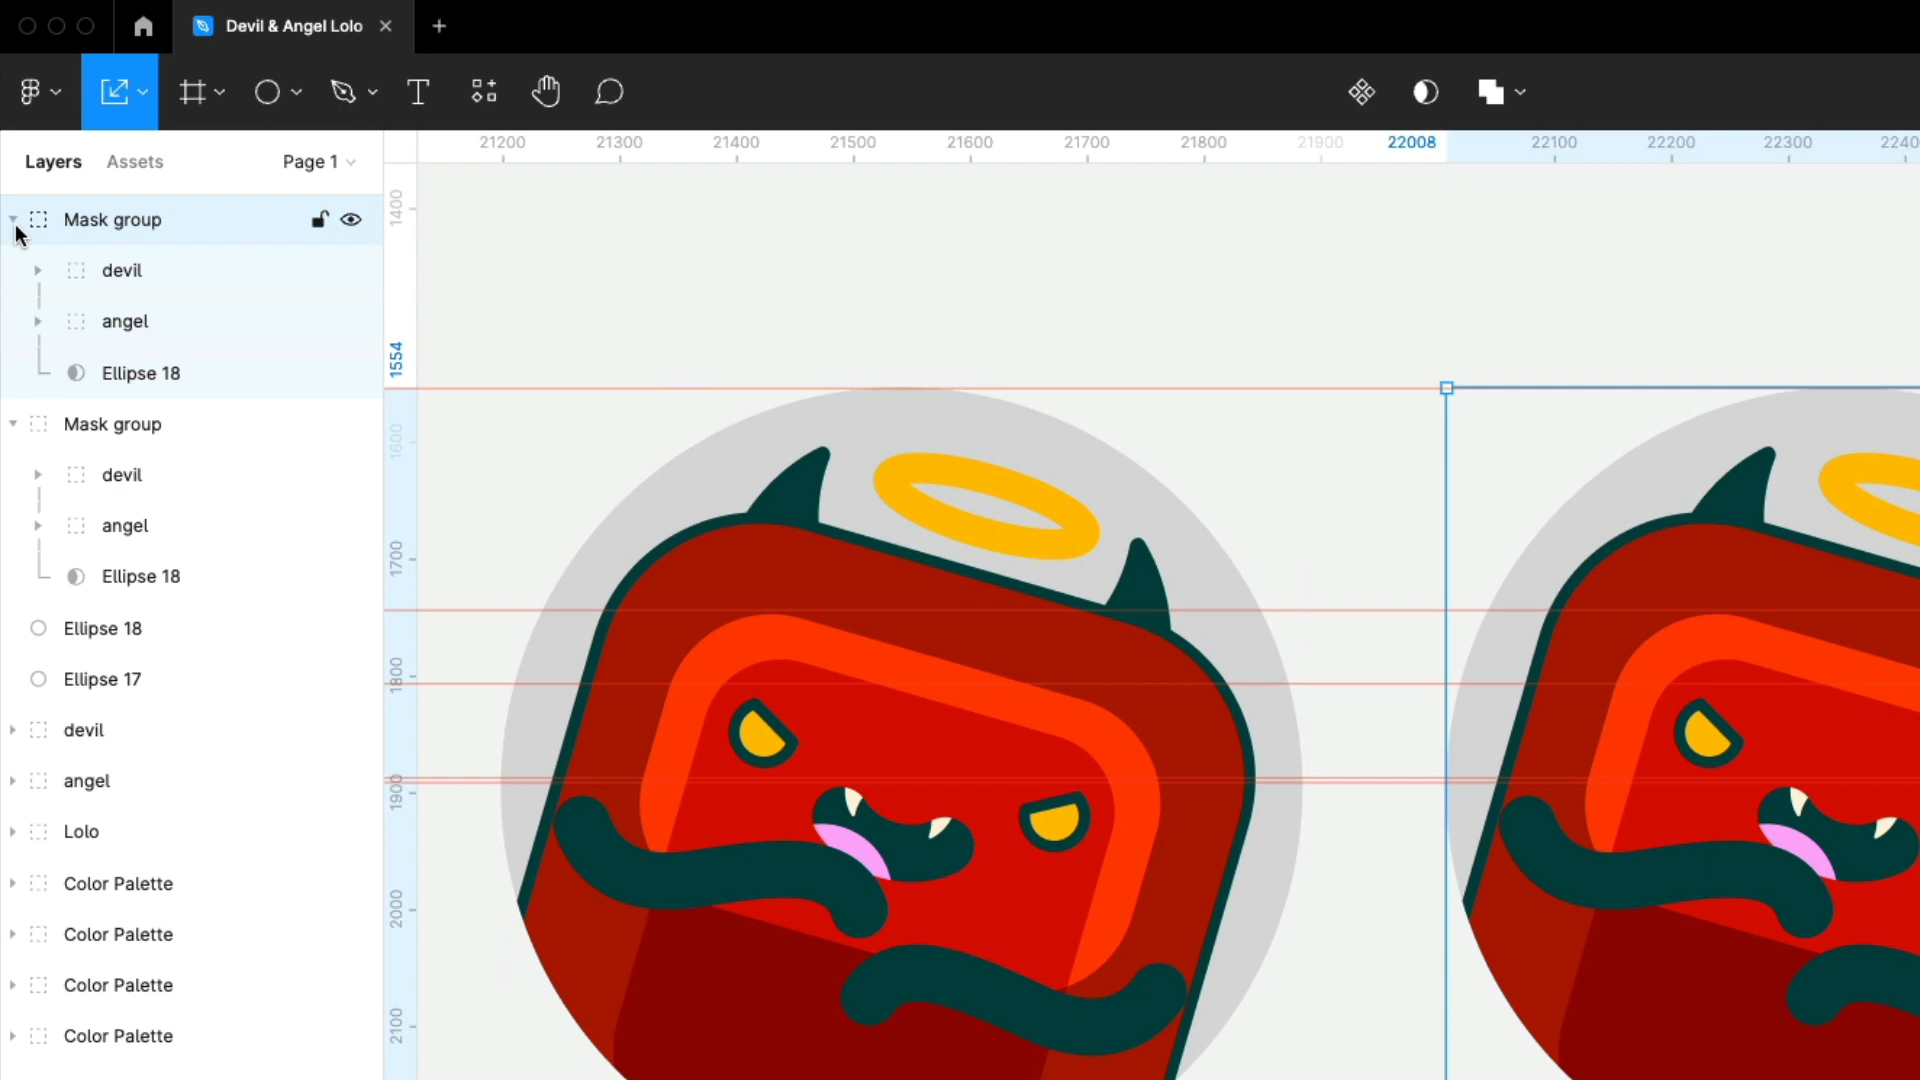 Devil & Angel Lolo
Layers Assets Page 1
21200 21300 21400 21500 21600 21700 21800 21900 22008 22100 22200 22300 2240
Mask group
devil
angel
Ellipse 18
Mask group
devil
angel
Ellipse 18
Ellipse 18
Ellipse 17
devil
angel
Lolo
Color Palette
Color Palette
Color Palette
Color Palette
1400
1554
1600
1700
1800
1900
2000
2100